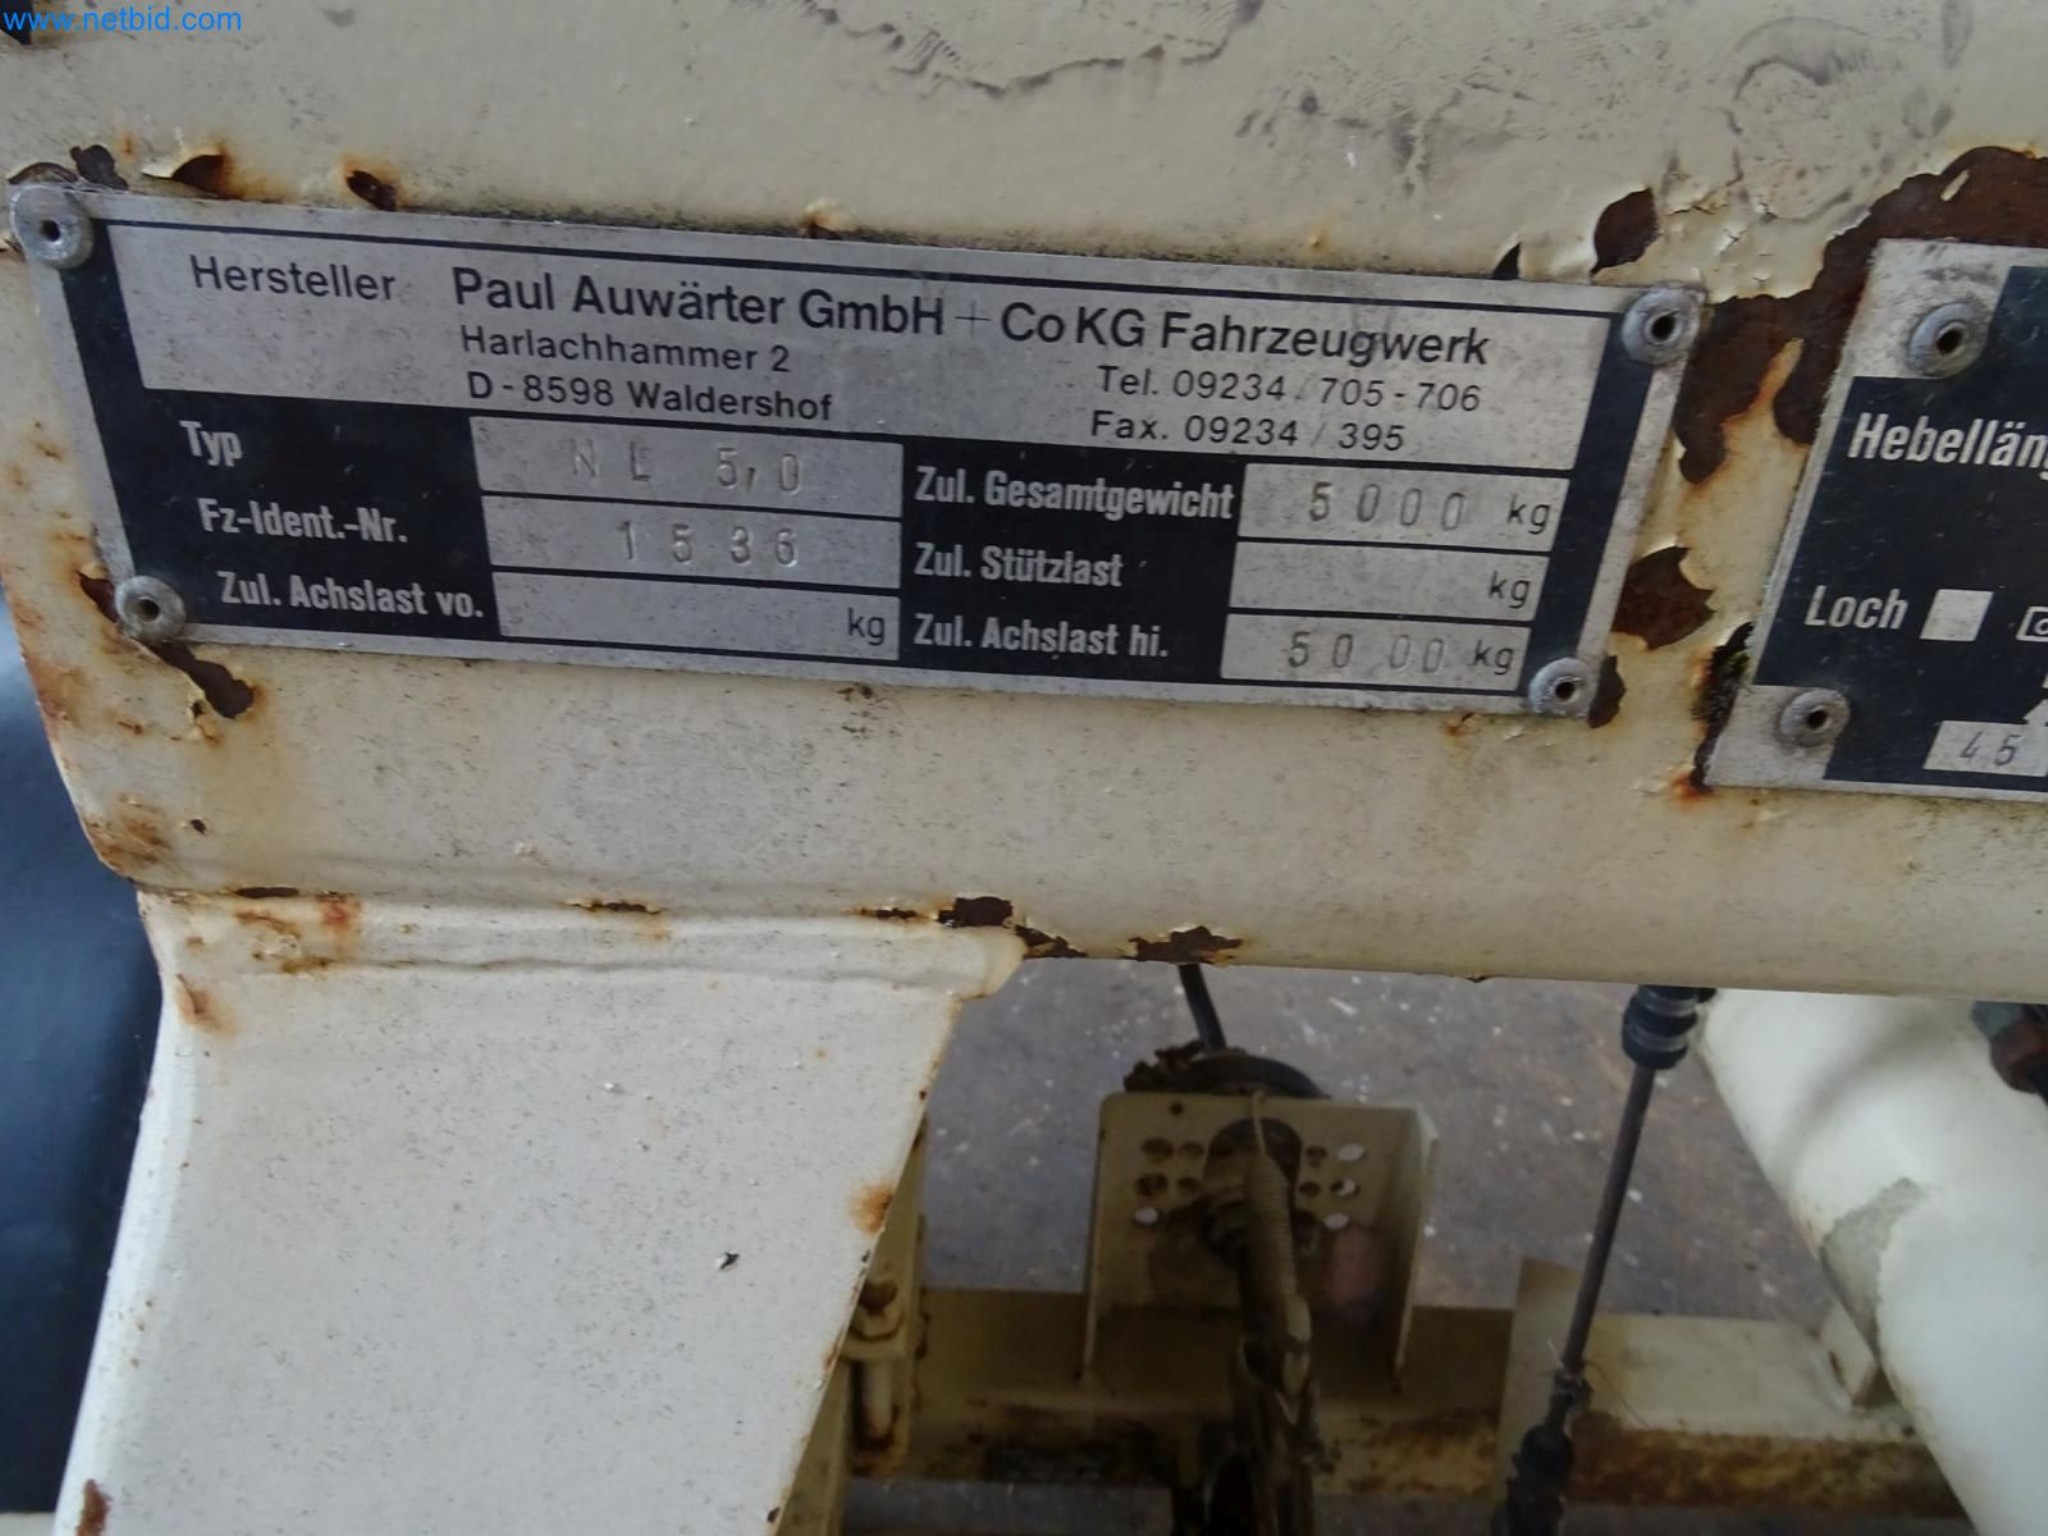 www.netbid.com
Hersteller Paul Auwärter GmbH + Co KG Fahrzeugwerk
Harlachhammer 2
D - 8598 Waldershof
Tel. 09234 / 705 - 706
Fax. 09234 / 395
Typ NL 5,0
Fz-Ident.-Nr. 1536
Zul. Achslast vo. kg
Zul. Gesamtgewicht 5000 kg
Zul. Stützlast kg
Zul. Achslast hi. 5000 kg
Loch
45